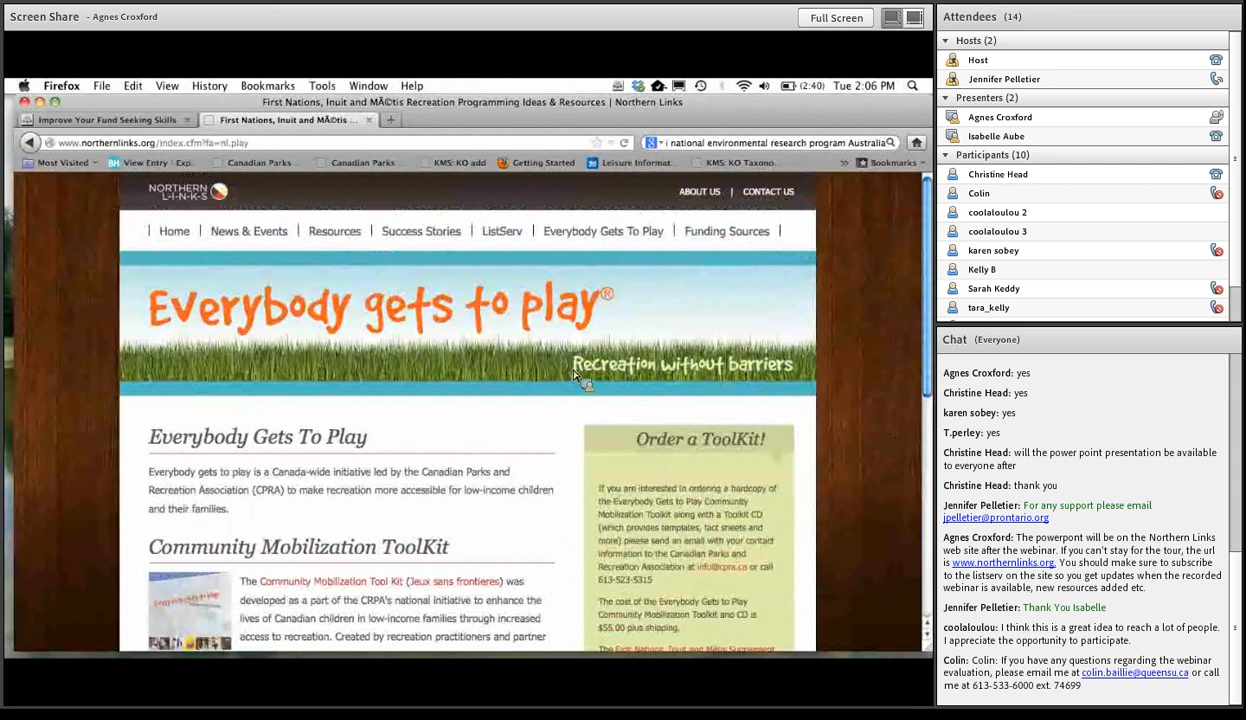 Screen Share - Agnes Croxford
Full Screen
Firefox File Edit View History Bookmarks Tools Window Help
(2:40) Tue 2:06 PM
First Nations, Inuit and MÃ©tis Recreation Programming Ideas & Resources | Northern Links
Improve Your Fund Seeking Skills
First Nations, Inuit and MÃ©tis ...
www.northernlinks.org/index.cfm?fa=nl.play
i national environmental research program Australia
Most Visited
View Entry : Exp...
Canadian Parks ...
Canadian Parks ...
KMS: KO add
Getting Started
Leisure Informat...
KMS: KO Taxono...
Bookmarks
NORTHERN
L-I-N-K-S
ABOUT US | CONTACT US
Home | News & Events | Resources | Success Stories | ListServ | Everybody Gets To Play | Funding Sources
Everybody gets to play®
Recreation without barriers
Everybody Gets To Play
Everybody gets to play is a Canada-wide initiative led by the Canadian Parks and
Recreation Association (CPRA) to make recreation more accessible for low-income children
and their families.
Community Mobilization ToolKit
The Community Mobilization Tool Kit (Jeux sans frontieres) was
developed as a part of the CRPA's national initiative to enhance the
lives of Canadian children in low-income families through increased
access to recreation. Created by recreation practitioners and partner
Order a ToolKit!
If you are interested in ordering a hardcopy of
the Everybody Gets to Play Community
Mobilization Toolkit along with a Toolkit CD
(which provides templates, fact sheets and
more) please send an email with your contact
information to the Canadian Parks and
Recreation Association at info@cpra.ca or call
613-523-5315
The cost of the Everybody Gets to Play
Community Mobilization Toolkit and CD is
$55.00 plus shipping.
The First Nations, Inuit and Métis Supplement
Attendees (14)
Hosts (2)
Host
Jennifer Pelletier
Presenters (2)
Agnes Croxford
Isabelle Aube
Participants (10)
Christine Head
Colin
coolaloulou 2
coolaloulou 3
karen sobey
Kelly B
Sarah Keddy
tara_kelly
Chat (Everyone)
Agnes Croxford: yes
Christine Head: yes
karen sobey: yes
T.perley: yes
Christine Head: will the power point presentation be available
to everyone after
Christine Head: thank you
Jennifer Pelletier: For any support please email
jpelletier@prontario.org
Agnes Croxford: The powerpont will be on the Northern Links
web site after the webinar. If you can't stay for the tour, the url
is www.northernlinks.org. You should make sure to subscribe
to the listserv on the site so you get updates when the recorded
webinar is available, new resources added etc.
Jennifer Pelletier: Thank You Isabelle
coolaloulou: I think this is a great idea to reach a lot of people.
I appreciate the opportunity to participate.
Colin: Colin: If you have any questions regarding the webinar
evaluation, please email me at colin.baillie@queensu.ca or call
me at 613-533-6000 ext. 74699